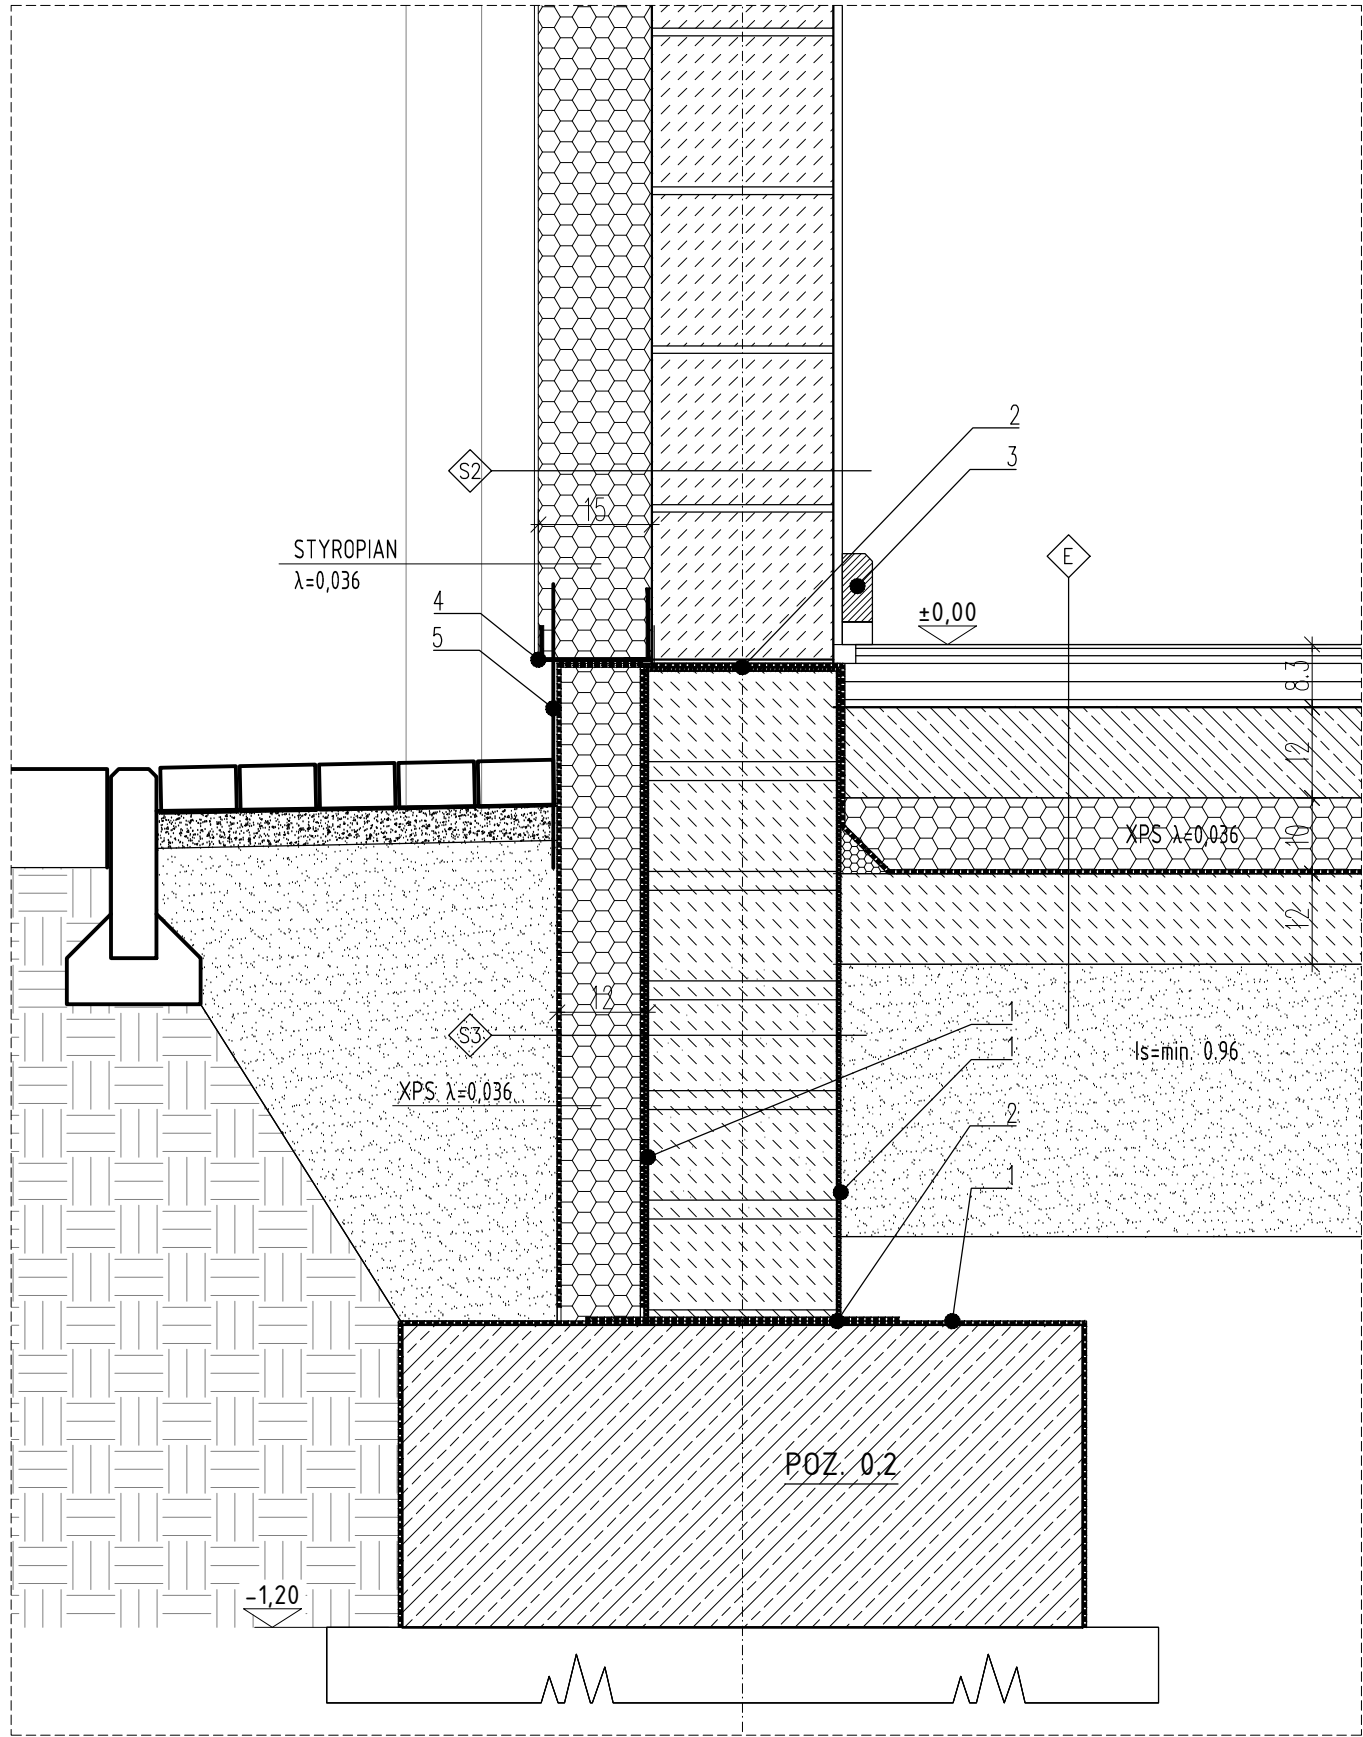 2
3
S2
15
STYROPIAN
λ=0,036
E
4
5
±0,00
8.3
12
XPS λ=0,036
10
12
12
S3
1
1
Is=min. 0.96
XPS λ=0,036
2
1
POZ. 0.2
-1,20